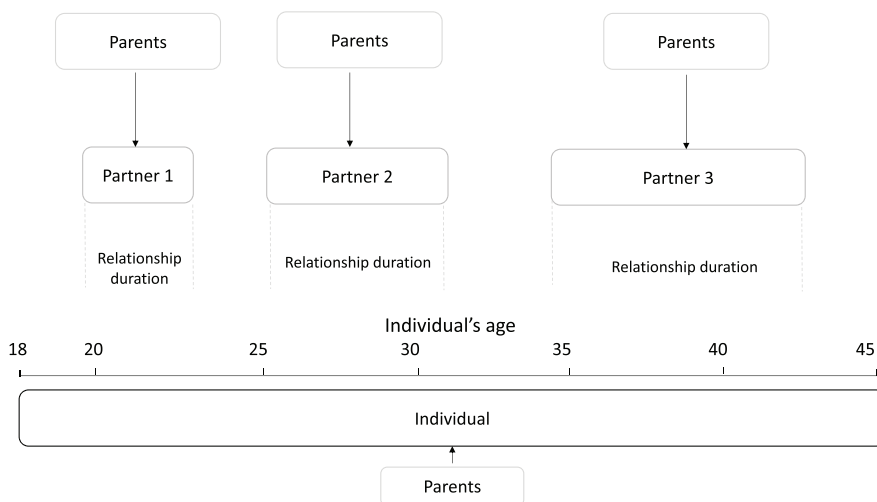 Parents
Parents
Parents
Partner 1
Partner 2
Partner 3
Relationship
duration
Relationship duration
Relationship duration
Individual’s age
18
20
25
30
35
40
45
Individual
Parents